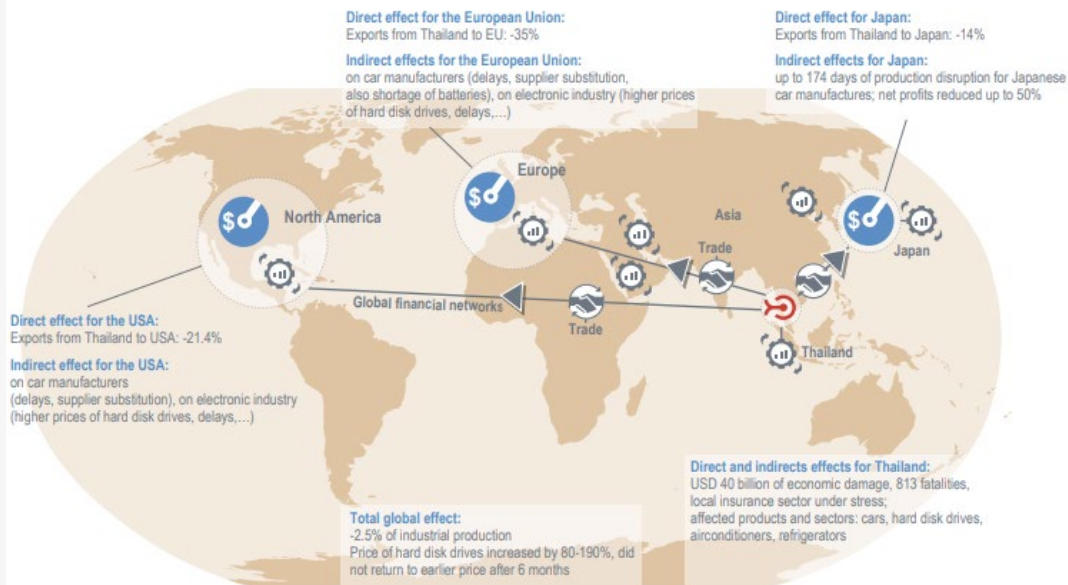 Direct effect for the European Union:
Exports from Thailand to EU: -35%
Indirect effects for the European Union:
on car manufacturers (delays, supplier substitution,
also shortage of batteries), on electronic industry (higher prices
of hard disk drives, delays,...)
Direct effect for Japan:
Exports from Thailand to Japan: -14%
Indirect effects for Japan:
up to 174 days of production disruption for Japanese
car manufactures; net profits reduced up to 50%
Europe
$
North America
$
Asia
$
Japan
Trade
Global financial networks
Trade
Thailand
Direct effect for the USA:
Exports from Thailand to USA: -21.4%
Indirect effect for the USA:
on car manufacturers
(delays, supplier substitution), on electronic industry
(higher prices of hard disk drives, delays,...)
Direct and indirects effects for Thailand:
USD 40 billion of economic damage, 813 fatalities,
local insurance sector under stress;
affected products and sectors: cars, hard disk drives,
airconditioners, refrigerators
Total global effect:
-2.5% of industrial production
Price of hard disk drives increased by 80-190%, did
not return to earlier price after 6 months